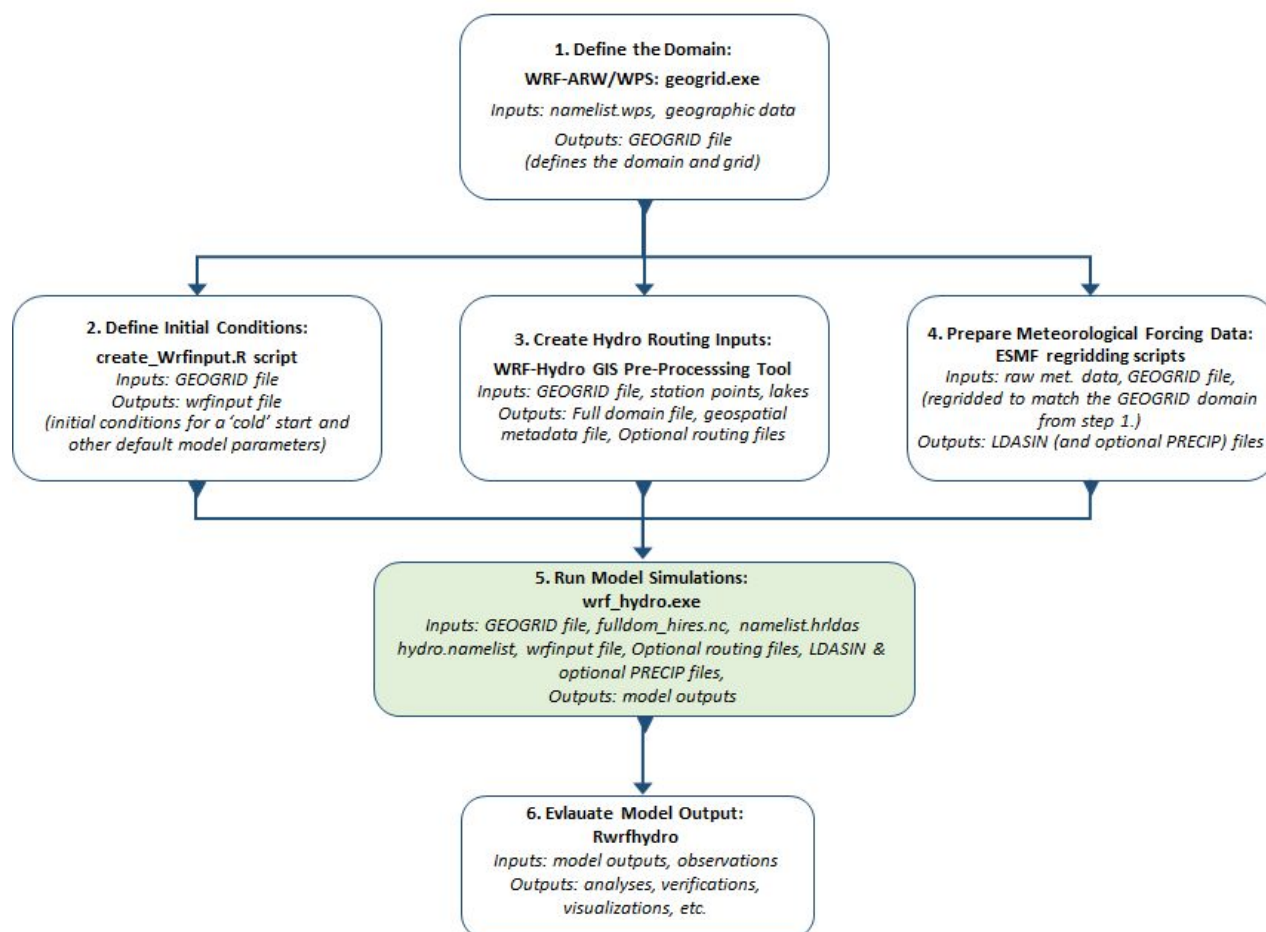 1. Define the Domain:
WRF-ARW/WPS: geogrid.exe
Inputs: namelist.wps, geographic data
Outputs: GEOGRID file
(defines the domain and grid)
2. Define Initial Conditions:
create_Wrfinput.R script
Inputs: GEOGRID file
Outputs: wrfinput file
(initial conditions for a ‘cold’ start and
other default model parameters)
3. Create Hydro Routing Inputs:
WRF-Hydro GIS Pre-Processsing Tool
Inputs: GEOGRID file, station points, lakes
Outputs: Full domain file, geospatial
metadata file, Optional routing files
4. Prepare Meteorological Forcing Data:
ESMF regridding scripts
Inputs: raw met. data, GEOGRID file,
(regridded to match the GEOGRID domain
from step 1.)
Outputs: LDASIN (and optional PRECIP) files
5. Run Model Simulations:
wrf_hydro.exe
Inputs: GEOGRID file, fulldom_hires.nc, namelist.hrldas
hydro.namelist, wrfinput file, Optional routing files, LDASIN &
optional PRECIP files,
Outputs: model outputs
6. Evlauate Model Output:
Rwrfhydro
Inputs: model outputs, observations
Outputs: analyses, verifications,
visualizations, etc.